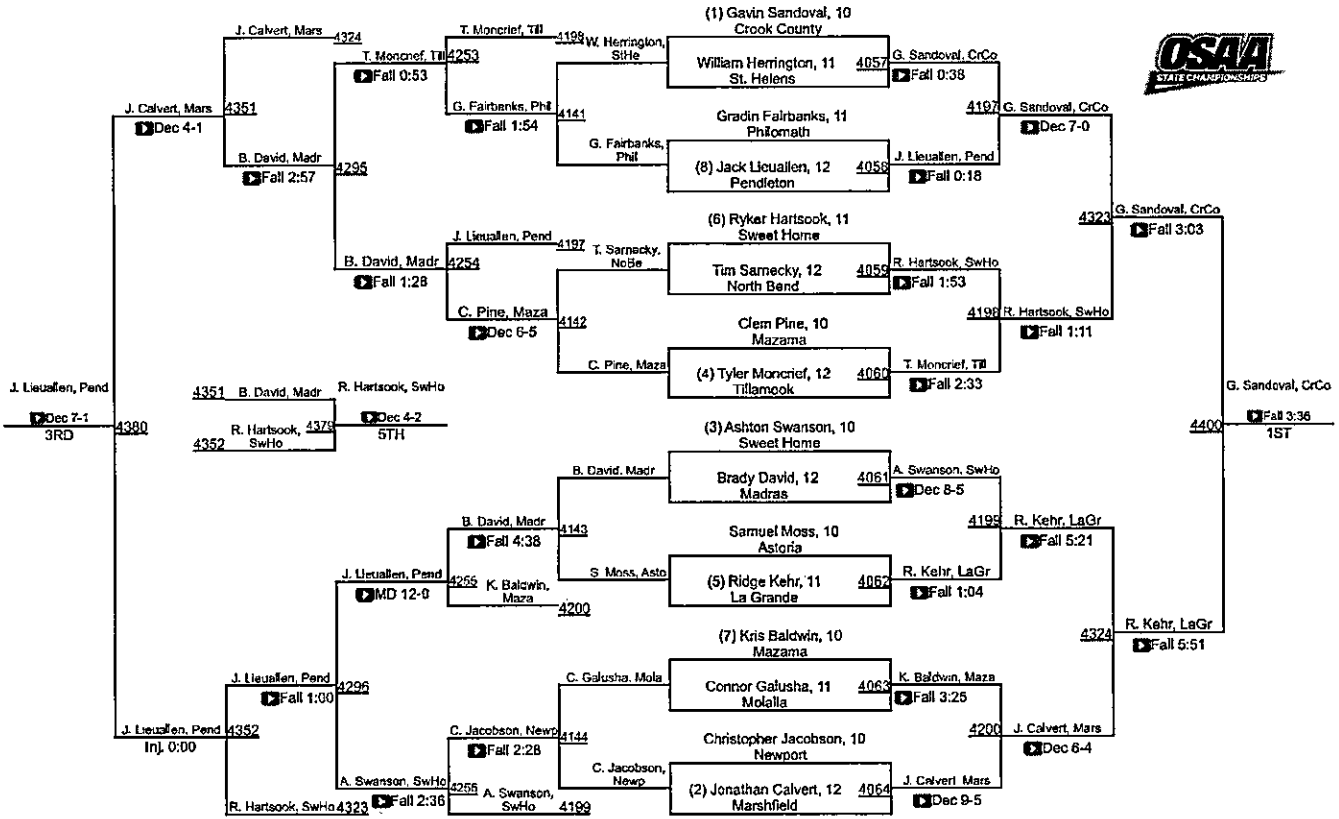 OSAA
STATE CHAMPIONSHIPS
(1) Gavin Sandoval, 10
Crook County
William Herrington, 11
St. Helens
4057
Gradin Fairbanks, 11
Philomath
(8) Jack Lieuallen, 12
Pendleton
4058
(6) Ryker Hartsook, 11
Sweet Home
Tim Sarnecky, 12
North Bend
4059
Clem Pine, 10
Mazama
(4) Tyler Moncrief, 12
Tillamook
4060
(3) Ashton Swanson, 10
Sweet Home
Brady David, 12
Madras
4061
Samuel Moss, 10
Astoria
(5) Ridge Kehr, 11
La Grande
4062
(7) Kris Baldwin, 10
Mazama
Connor Galusha, 11
Molalla
4063
Christopher Jacobson, 10
Newport
(2) Jonathan Calvert, 12
Marshfield
4064
G. Sandoval, CrCo
Fall 0:38
4197
J. Lieuallen, Pend
Fall 0:18
R. Hartsook, SwHo
Fall 1:53
4198
T. Moncrief, Till
Fall 2:33
A. Swanson, SwHo
Dec 8-5
4199
R. Kehr, LaGr
Fall 1:04
K. Baldwin, Maza
Fall 3:25
4200
J. Calvert, Mars
Dec 9-5
G. Sandoval, CrCo
Dec 7-0
4323
R. Hartsook, SwHo
Fall 1:11
R. Kehr, LaGr
Fall 5:21
4324
J. Calvert, Mars
Dec 6-4
G. Sandoval, CrCo
Fall 3:03
4400
R. Kehr, LaGr
Fall 5:51
G. Sandoval, CrCo
Fall 3:36
1ST
W. Herrington,
StHe
4141
G. Fairbanks,
Phil
T. Sarnecky,
NoBe
4142
C. Pine, Maza
B. David, Madr
4143
S. Moss, Asto
C. Galusha, Mola
4144
C. Jacobson,
Newp
T. Moncrief, Till
4198
4253
G. Fairbanks, Phil
Fall 1:54
J. Lieuallen, Pend
4197
4254
C. Pine, Maza
Dec 6-5
B. David, Madr
Fall 4:38
4255
K. Baldwin,
Maza
4200
C. Jacobson, Newp
Fall 2:28
4256
A. Swanson,
SwHo
4199
T. Moncrief, Till
Fall 0:53
4295
B. David, Madr
Fall 1:28
J. Lieuallen, Pend
MD 12-0
4296
A. Swanson, SwHo
Fall 2:36
J. Calvert, Mars
4324
4351
B. David, Madr
Fall 2:57
J. Lieuallen, Pend
Fall 1:00
4352
R. Hartsook, SwHo
4323
J. Calvert, Mars
Dec 4-1
4380
J. Lieuallen, Pend
Inj. 0:00
J. Lieuallen, Pend
Dec 7-1
3RD
4351
B. David, Madr
4379
4352
R. Hartsook,
SwHo
R. Hartsook, SwHo
Dec 4-2
5TH